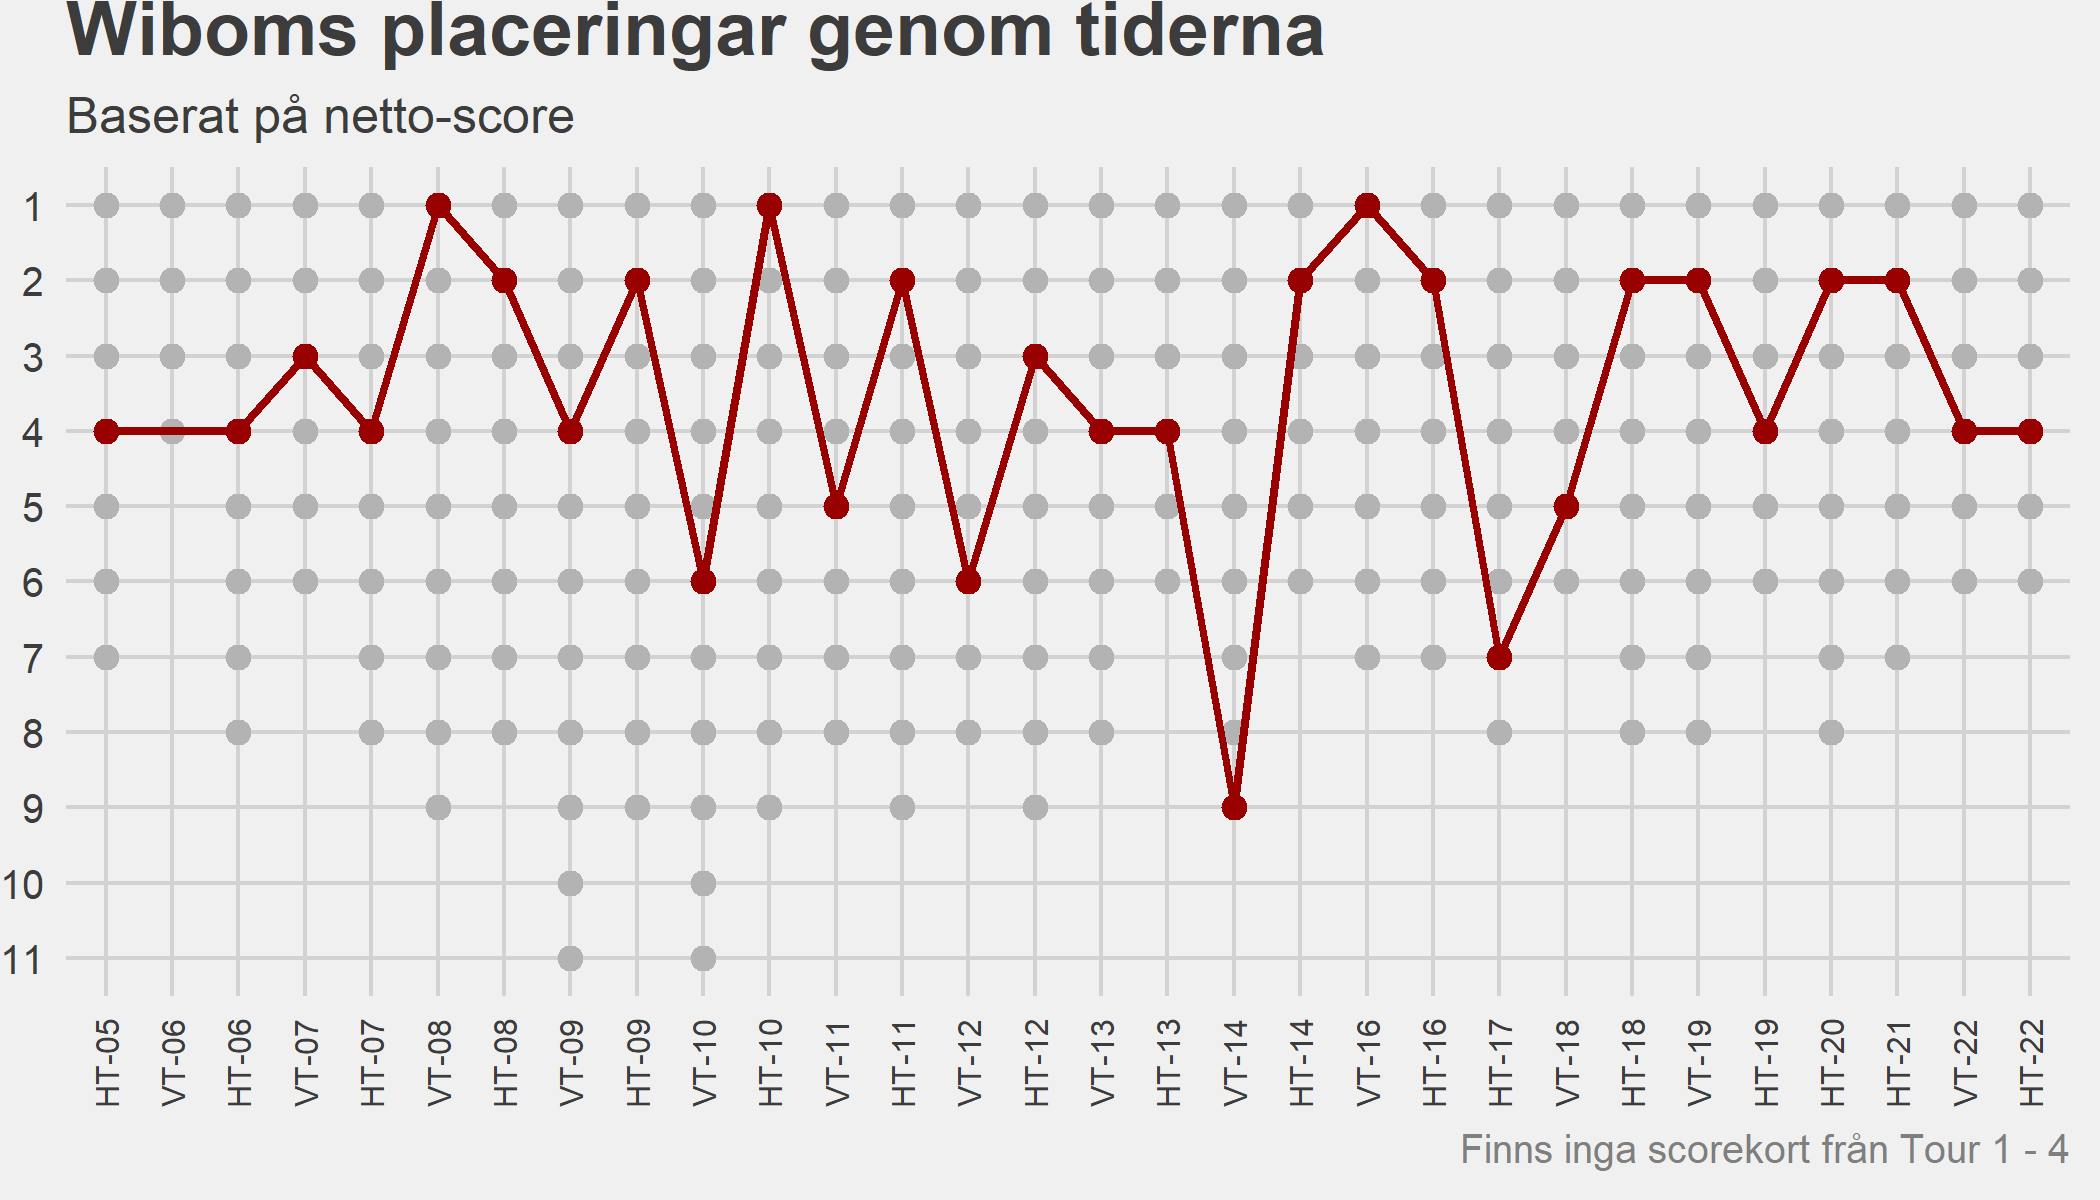 Wiboms placeringar genom tiderna
Baserat på netto-score
1
2
3
4
5
6
7
8
9
10
11
HT-05
VT-06
HT-06
VT-07
HT-07
VT-08
HT-08
VT-09
HT-09
VT-10
HT-10
VT-11
HT-11
VT-12
HT-12
VT-13
HT-13
VT-14
HT-14
VT-16
HT-16
HT-17
VT-18
HT-18
VT-19
HT-19
HT-20
HT-21
VT-22
HT-22
Finns inga scorekort från Tour 1 - 4